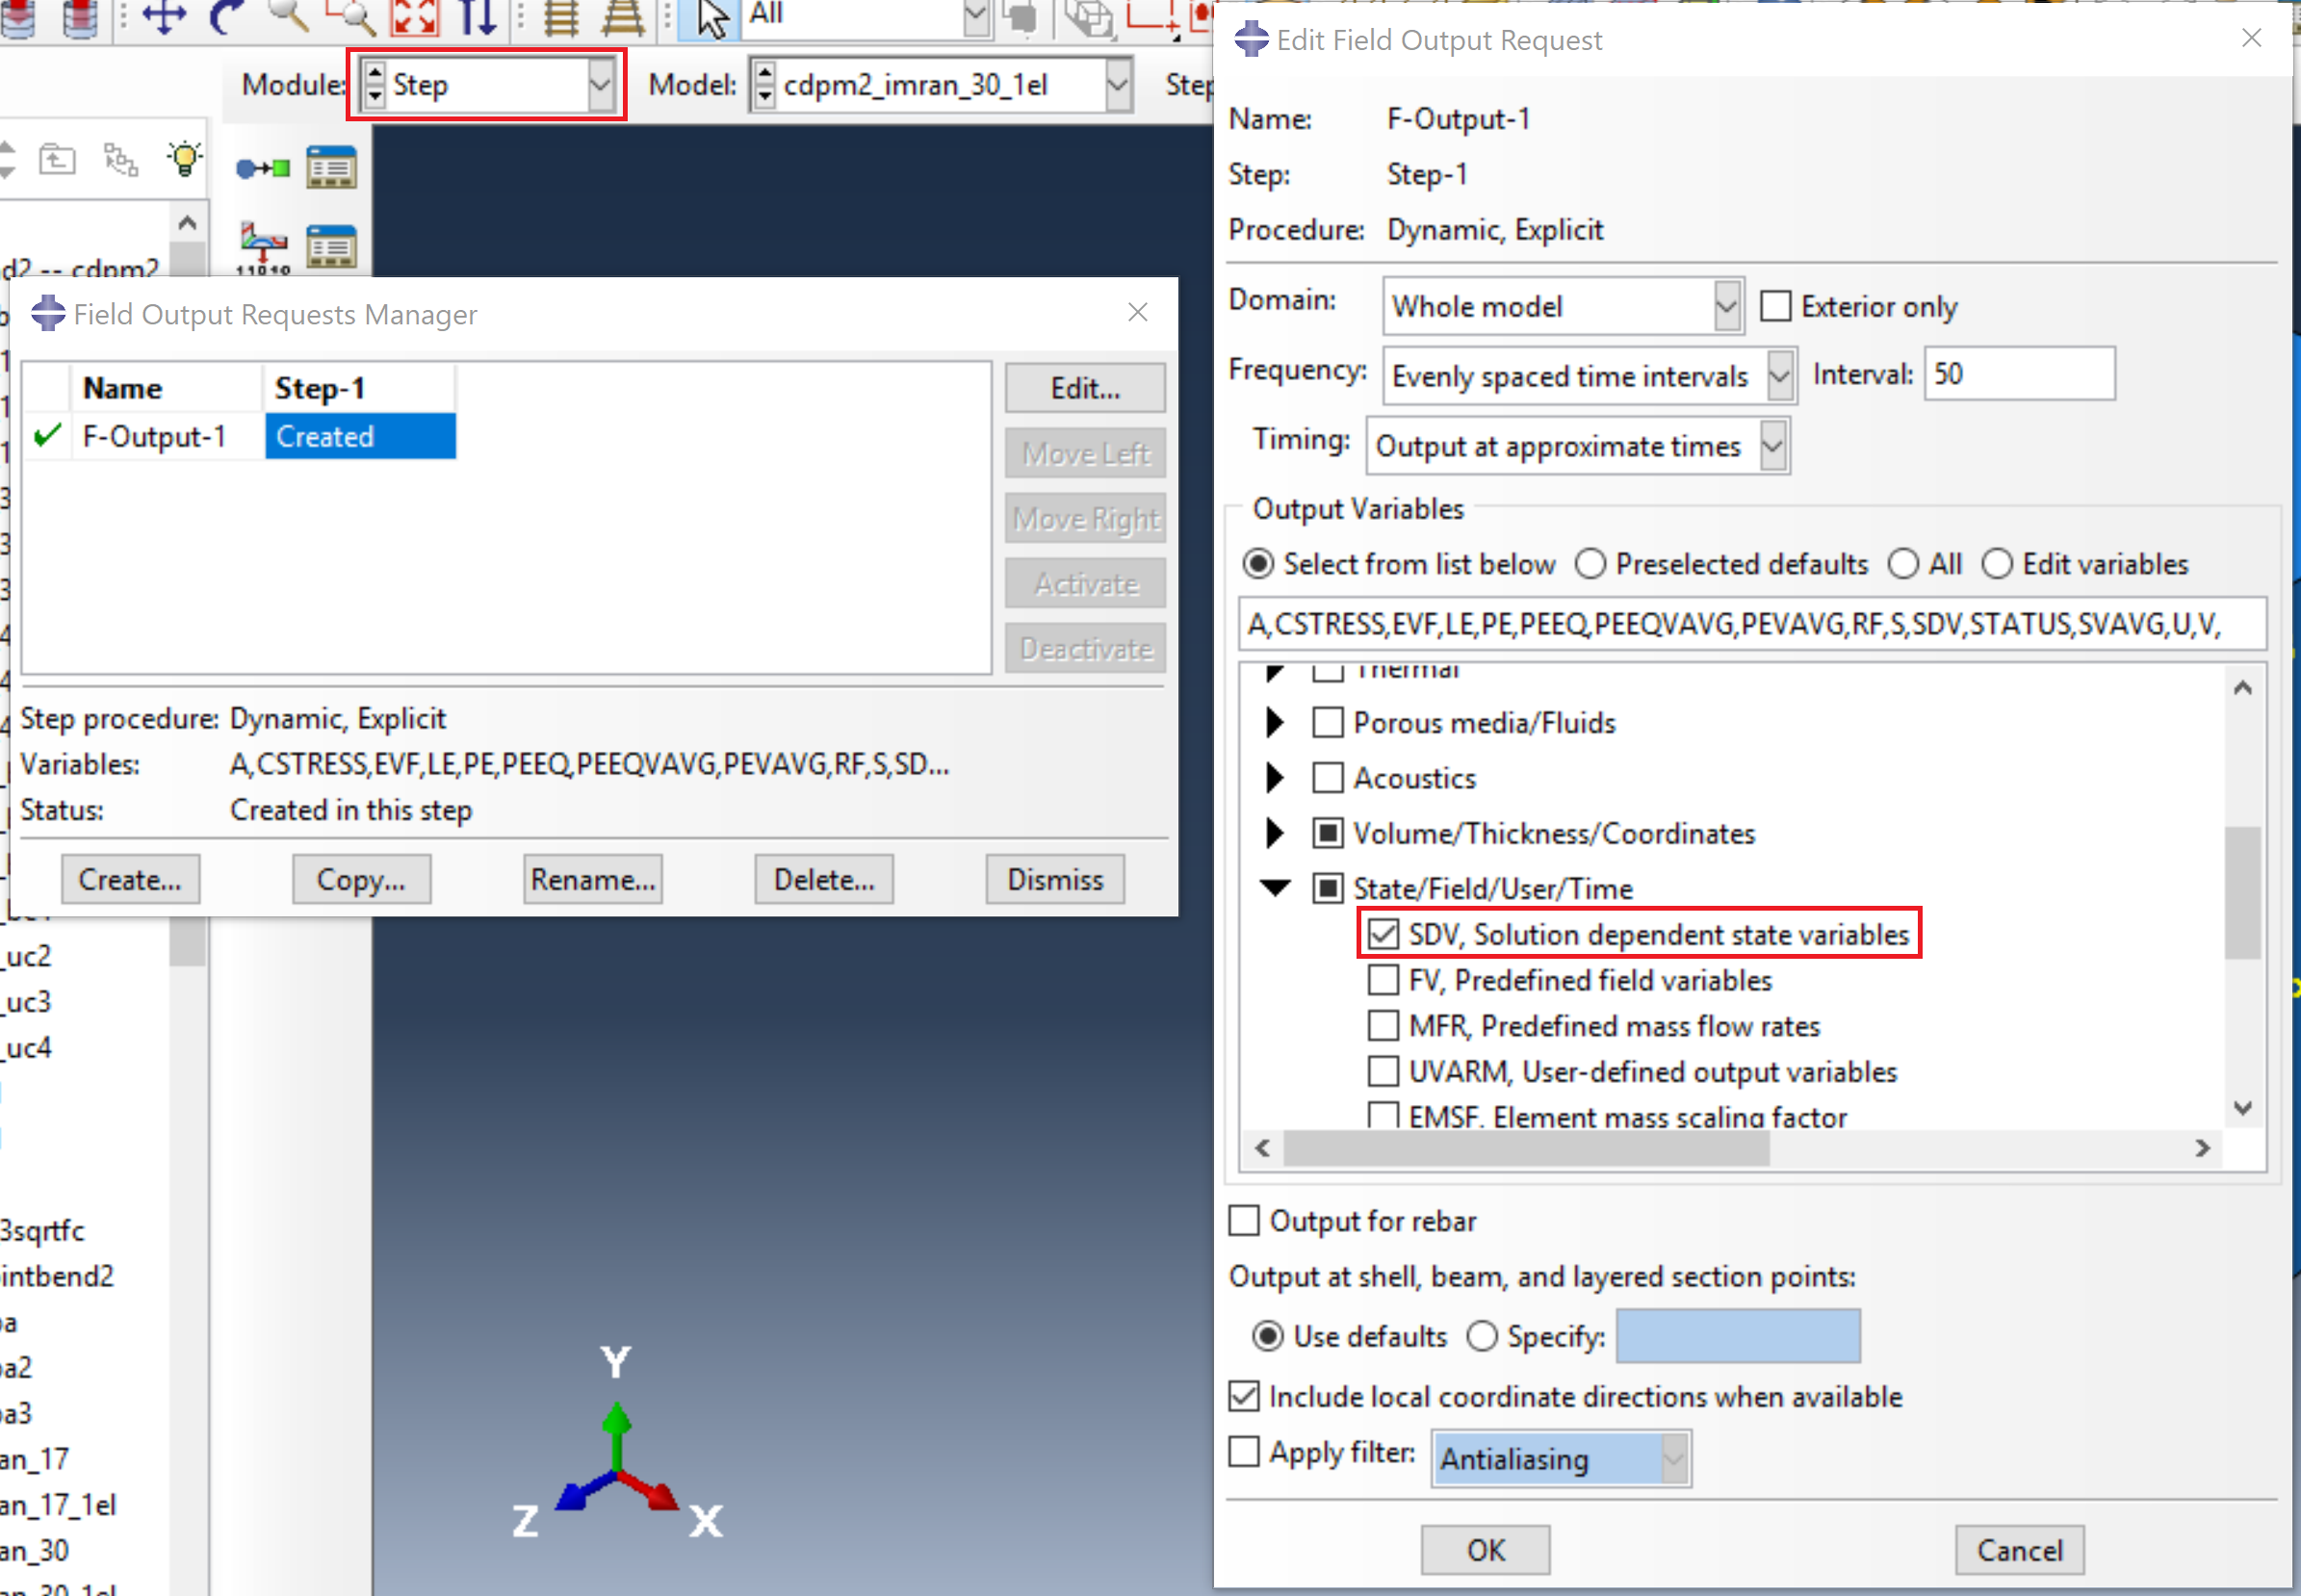 All
Module: Step Model: cdpm2_imran_30_1el Step
d2 -- cdpm2
Field Output Requests Manager
Name Step-1
F-Output-1 Created
Edit...
Move Left
Move Right
Activate
Deactivate
Step procedure: Dynamic, Explicit
Variables: A,CSTRESS,EVF,LE,PE,PEEQ,PEEQVAVG,PEVAVG,RF,S,SD...
Status: Created in this step
Create... Copy... Rename... Delete... Dismiss
_uc2
_uc3
_uc4
3sqrtfc
intbend2
pa2
pa3
an_17
an_17_1el
an_30
an_30_1el
Y
Z X
Edit Field Output Request
Name: F-Output-1
Step: Step-1
Procedure: Dynamic, Explicit
Domain: Whole model Exterior only
Frequency: Evenly spaced time intervals Interval: 50
Timing: Output at approximate times
Output Variables
Select from list below Preselected defaults All Edit variables
A,CSTRESS,EVF,LE,PE,PEEQ,PEEQVAVG,PEVAVG,RF,S,SDV,STATUS,SVAVG,U,V,
Thermal
Porous media/Fluids
Acoustics
Volume/Thickness/Coordinates
State/Field/User/Time
SDV, Solution dependent state variables
FV, Predefined field variables
MFR, Predefined mass flow rates
UVARM, User-defined output variables
EMSF, Element mass scaling factor
Output for rebar
Output at shell, beam, and layered section points:
Use defaults Specify:
Include local coordinate directions when available
Apply filter: Antialiasing
OK Cancel